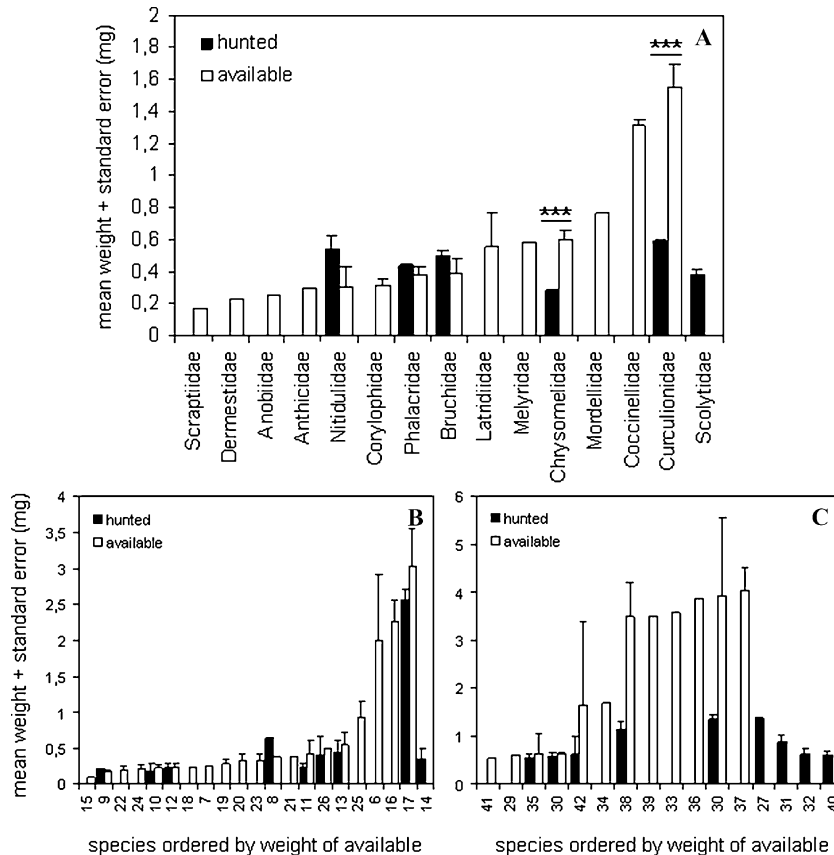 A
mean weight + standard error (mg)
2
1,8
1,6
1,4
1,2
1
0,8
0,6
0,4
0,2
0
hunted
available
***
***
Scraptiidae
Dermestidae
Anobiidae
Anthicidae
Nitidulidae
Corylophidae
Phalacridae
Bruchidae
Latridiidae
Melyridae
Chrysomelidae
Mordellidae
Coccinellidae
Curculionidae
Scolytidae
B
mean weight + standard error (mg)
4
3,5
3
2,5
2
1,5
1
0,5
0
hunted
available
15 9 22 24 10 12 18 7 19 20 23 8 21 11 26 13 25 6 16 17 14
species ordered by weight of available
C
6
5
4
3
2
1
0
hunted
available
41 29 35 30 42 34 38 39 33 36 30 37 27 31 32 40
species ordered by weight of available